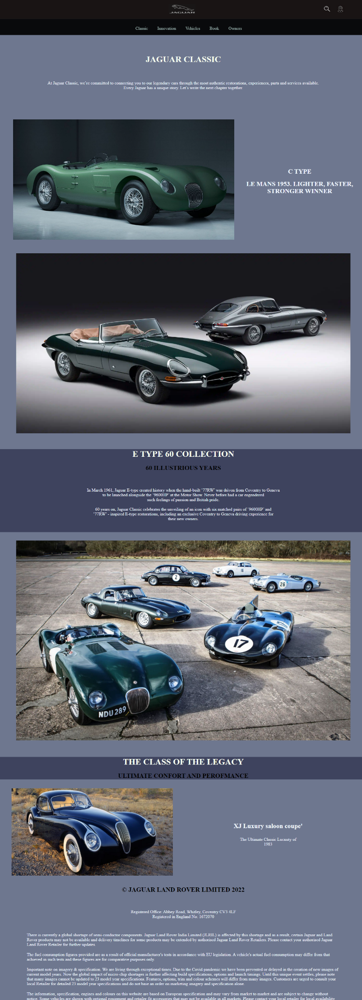 JAGUAR
Classic Innovation Vehicles Book Owners
JAGUAR CLASSIC
At Jaguar Classic, we're committed to connecting you to our legendary cars through the most authentic restorations, experiences, parts and services available.
Every Jaguar has a unique story. Let's write the next chapter together.
C TYPE
LE MANS 1953. LIGHTER, FASTER,
STRONGER WINNER
E TYPE 60 COLLECTION
60 ILLUSTRIOUS YEARS
In March 1961, Jaguar E-type created history when the hand-built '77RW' was driven from Coventry to Geneva
to be launched alongside the '9600HP' at the Motor Show. Never before had a car engendered
such feelings of passion and British pride.
60 years on, Jaguar Classic celebrates the unveiling of an icon with six matched pairs of '9600HP' and
'77RW' - inspired E-type restorations, including an exclusive Coventry to Geneva driving experience for
their new owners.
2
16
26
17
NDU 289
THE CLASS OF THE LEGACY
ULTIMATE CONFORT AND PEROFMANCE
XJ Luxury saloon coupe'
The Ultimate Classic Lucxuty of
1983
© JAGUAR LAND ROVER LIMITED 2022
Registered Office: Abbey Road, Whitley, Coventry CV3 4LF
Registered in England No: 1672070
There is currently a global shortage of semi-conductor components. Jaguar Land Rover India Limited (JLRIL) is affected by this shortage and as a result, certain Jaguar and Land
Rover products may not be available and delivery timelines for some products may be extended by authorised Jaguar Land Rover Retailers. Please contact your authorised Jaguar
Land Rover Retailer for further updates.
The fuel consumption figures provided are as a result of official manufacturer's tests in accordance with EU legislation. A vehicle's actual fuel consumption may differ from that
achieved in such tests and these figures are for comparative purposes only.
Important note on imagery & specification. We are living through exceptional times. Due to the Covid pandemic we have been prevented or delayed in the creation of new images of
current model years. Now the global impact of micro-chip shortages is further affecting build specifications, options and launch timings. Until this unique event settles, please note
that many images cannot be updated to 23 model year specifications. Features, options, trim and colour schemes will differ from many images. Customers are urged to consult your
local Retailer for detailed 23 model year specifications and do not base an order on marketing imagery and specification alone.
The information, specification, engines and colours on this website are based on European specification and may vary from market to market and are subject to change without
notice. Some vehicles are shown with optional equipment and retailer-fit accessories that may not be available in all markets. Please contact your local retailer for local availability